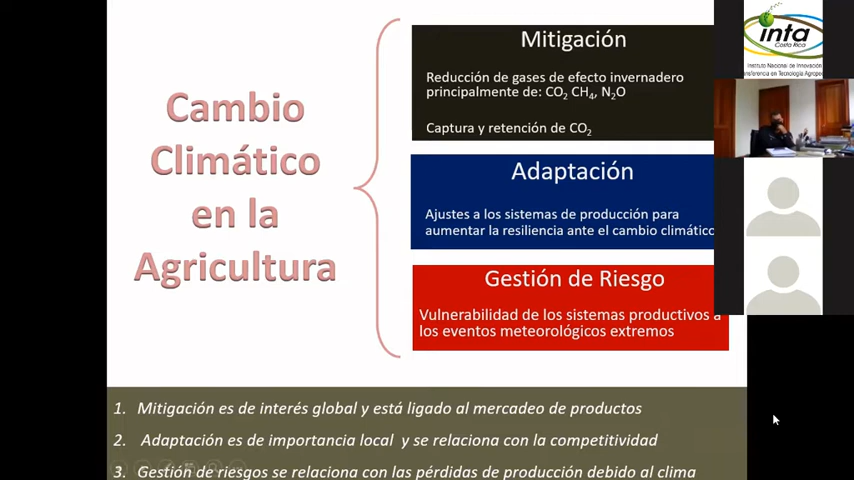 Cambio
Climático
en la
Agricultura
Mitigación
Reducción de gases de efecto invernadero
principalmente de: CO₂ CH₄, N₂O
Captura y retención de CO₂
Adaptación
Ajustes a los sistemas de producción para
aumentar la resiliencia ante el cambio climático
Gestión de Riesgo
Vulnerabilidad de los sistemas productivos a
los eventos meteorológicos extremos
1. Mitigación es de interés global y está ligado al mercadeo de productos
2. Adaptación es de importancia local y se relaciona con la competitividad
3. Gestión de riesgos se relaciona con las pérdidas de producción debido al clima
inta
Costa Rica
Instituto Nacional de Innovación